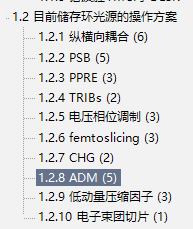 1.2 目前储存环光源的操作方案
1.2.1 纵横向耦合 (6)
1.2.2 PSB (5)
1.2.3 PPRE (3)
1.2.4 TRIBs (2)
1.2.5 电压相位调制 (3)
1.2.6 femtoslicing (3)
1.2.7 CHG (2)
1.2.8 ADM (5)
1.2.9 低动量压缩因子 (3)
1.2.10 电子束团切片 (1)